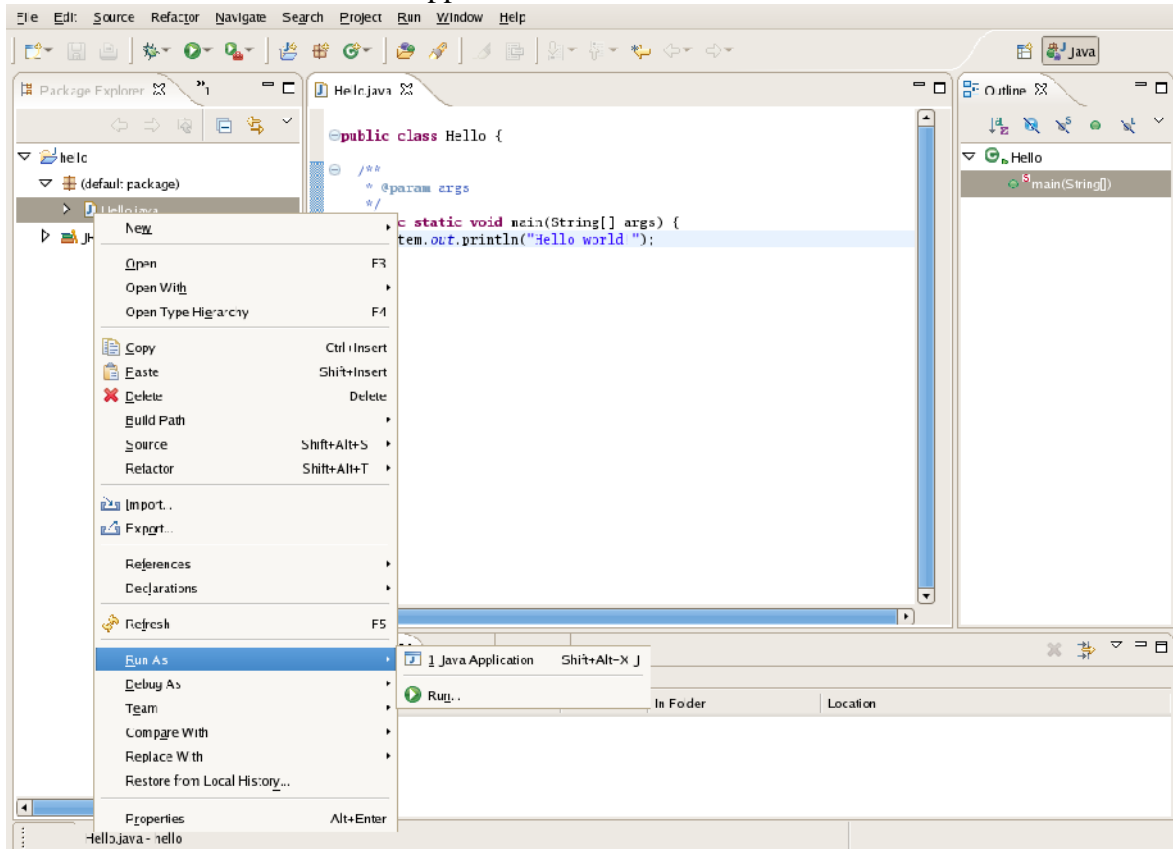 File Edit Source Refactor Navigate Search Project Run Window Help
Java
Package Explorer
1
Hello.java
Outline
hello
(default package)
Hello.java
public class Hello {
/**
* @param args
*/
c static void main(String[] args) {
tem.out.println("Hello world!");
Hello
S main(String[])
New
Open F3
Open With
Open Type Hierarchy F4
Copy Ctrl+Insert
Paste Shift+Insert
Delete Delete
Build Path
Source Shift+Alt+S
Refactor Shift+Alt+T
Import...
Export...
References
Declarations
Refresh F5
Run As
1 Java Application Shift+Alt+X J
Debug As
Run...
Team
In Folder Location
Compare With
Replace With
Restore from Local History...
Properties Alt+Enter
Hello.java - hello